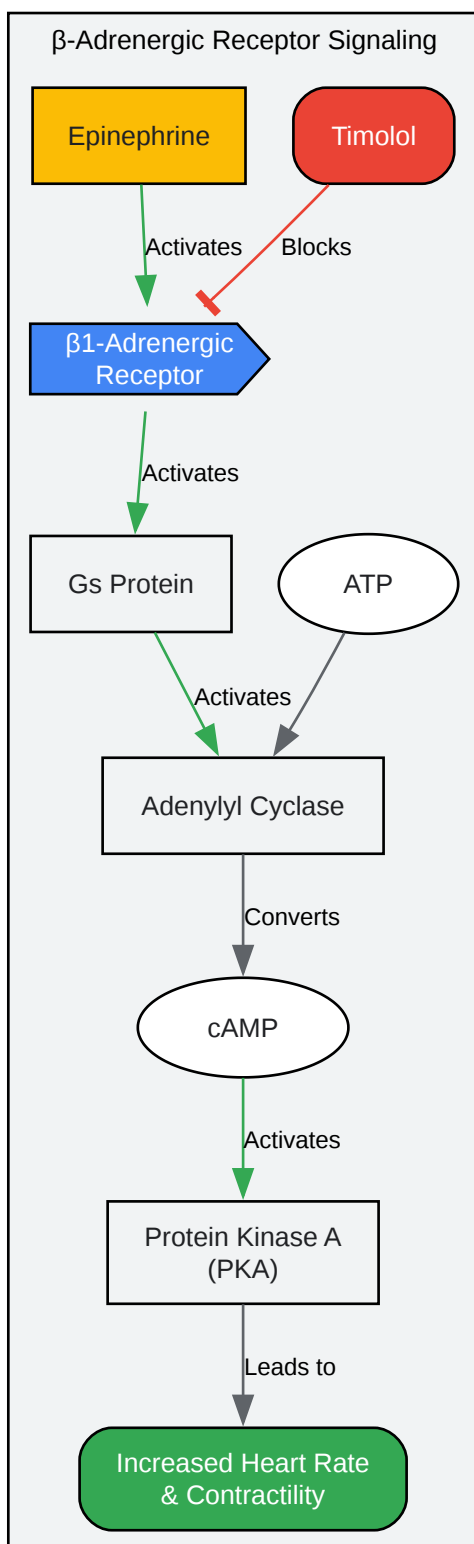 β-Adrenergic Receptor Signaling
Epinephrine
Timolol
Activates
Blocks
β1-Adrenergic
Receptor
Activates
Gs Protein
ATP
Activates
Adenylyl Cyclase
Converts
cAMP
Activates
Protein Kinase A
(PKA)
Leads to
Increased Heart Rate
& Contractility